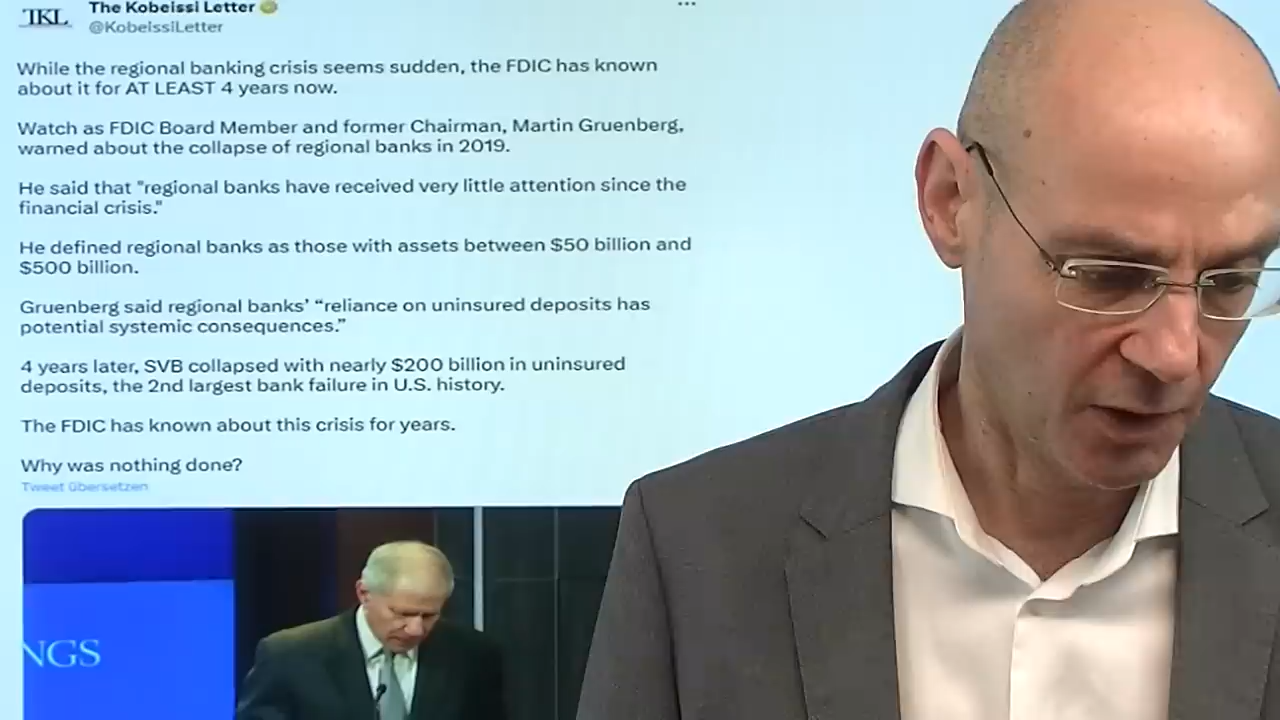 TKL
The Kobeissi Letter
@KobeissiLetter
While the regional banking crisis seems sudden, the FDIC has known
about it for AT LEAST 4 years now.
Watch as FDIC Board Member and former Chairman, Martin Gruenberg,
warned about the collapse of regional banks in 2019.
He said that "regional banks have received very little attention since the
financial crisis."
He defined regional banks as those with assets between $50 billion and
$500 billion.
Gruenberg said regional banks' “reliance on uninsured deposits has
potential systemic consequences.”
4 years later, SVB collapsed with nearly $200 billion in uninsured
deposits, the 2nd largest bank failure in U.S. history.
The FDIC has known about this crisis for years.
Why was nothing done?
Tweet übersetzen
NGS